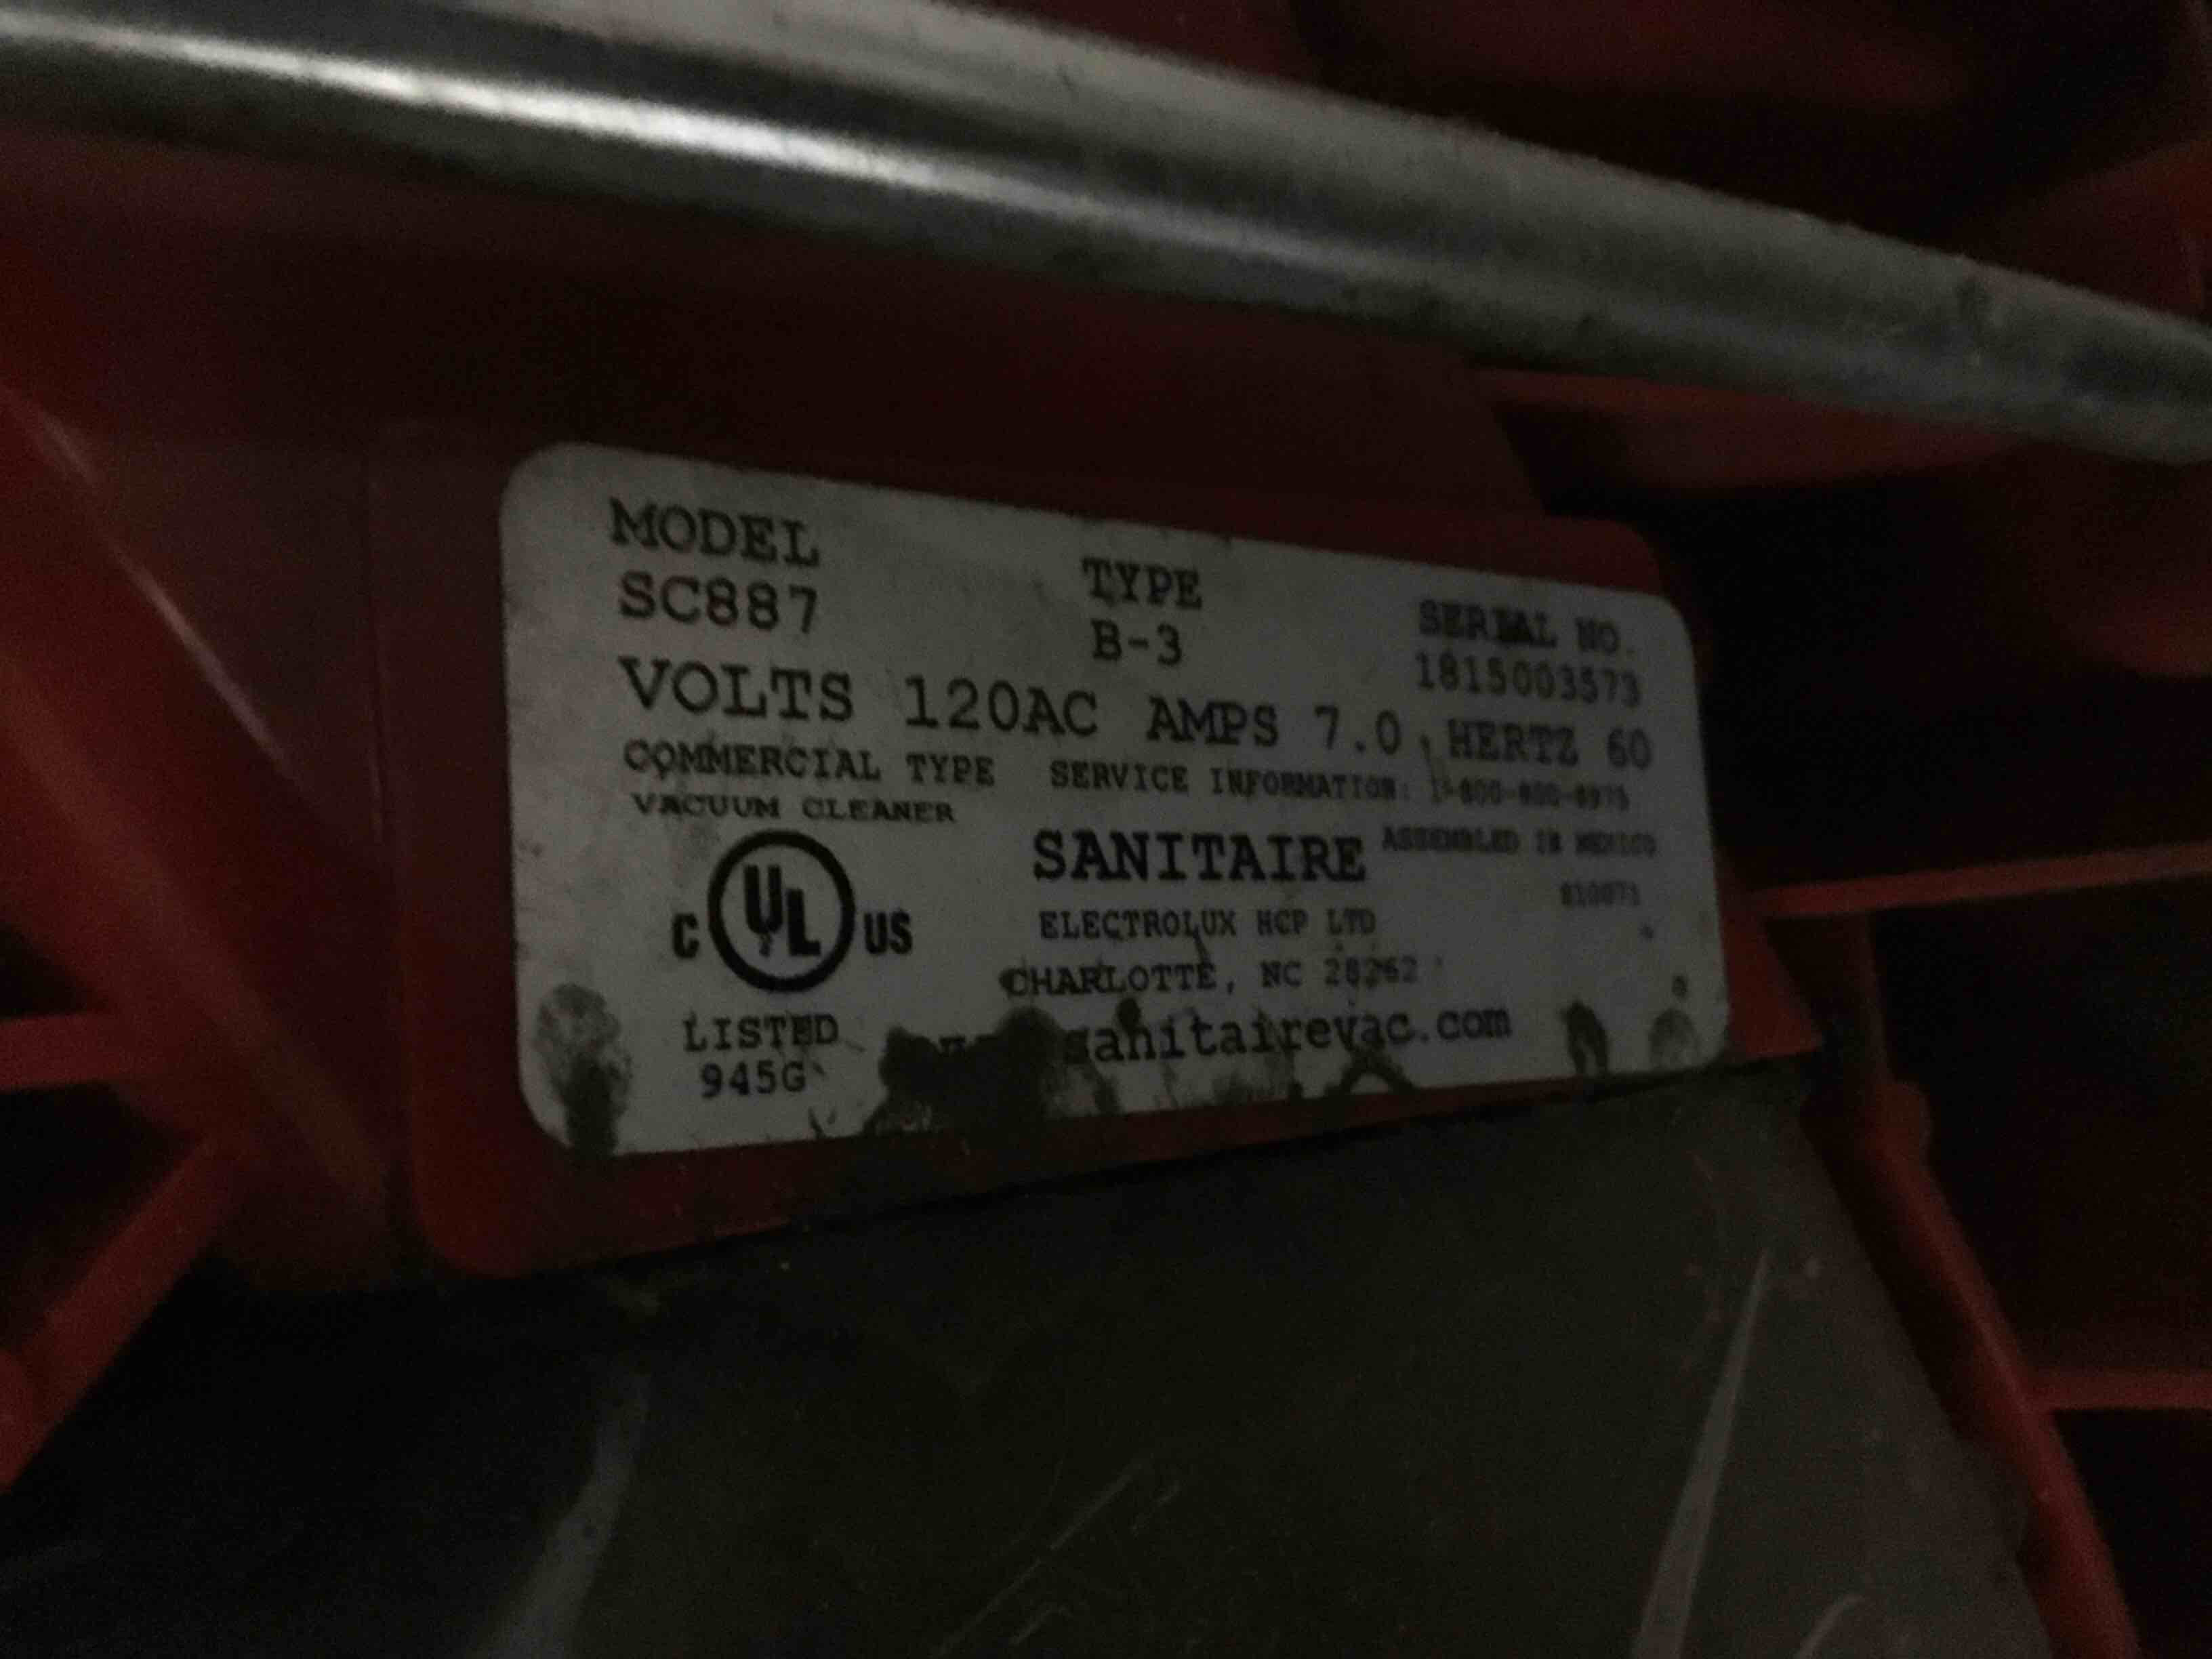 MODEL TYPE SERIAL NO.
SC887 B-3 1815003573
VOLTS 120AC AMPS 7.0 HERTZ 60
COMMERCIAL TYPE SERVICE INFORMATION:
VACUUM CLEANER
SANITAIRE ASSEMBLED IN MEXICO
C UL US
ELECTROLUX HCP LTD
CHARLOTTE, NC 28262
LISTED
sanitairevac.com
945G